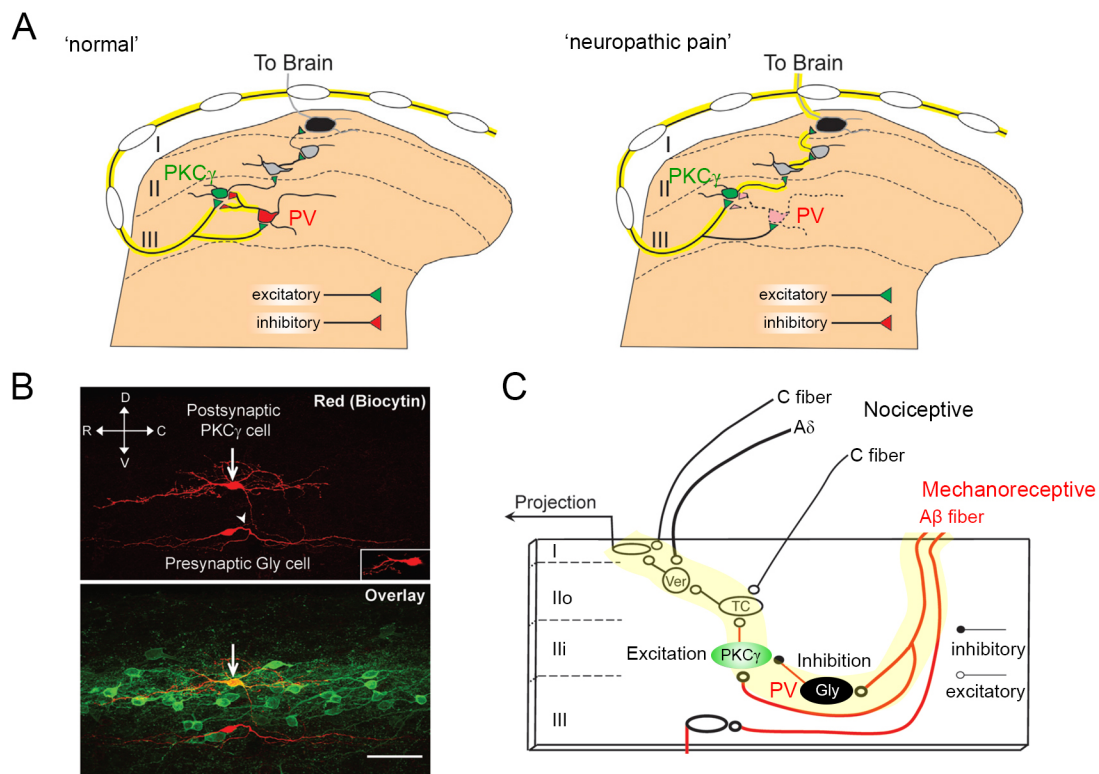 A
'normal'
To Brain
I
II
III
PKCγ
PV
excitatory
inhibitory
'neuropathic pain'
To Brain
I
II
III
PKCγ
PV
excitatory
inhibitory
B
D
R
C
V
Red (Biocytin)
Postsynaptic
PKCγ cell
Presynaptic Gly cell
Overlay
C
C fiber
Nociceptive
Aδ
C fiber
Mechanoreceptive
Aβ fiber
Projection
I
IIo
IIi
III
Ver
TC
Excitation
PKCγ
Inhibition
PV
Gly
inhibitory
excitatory